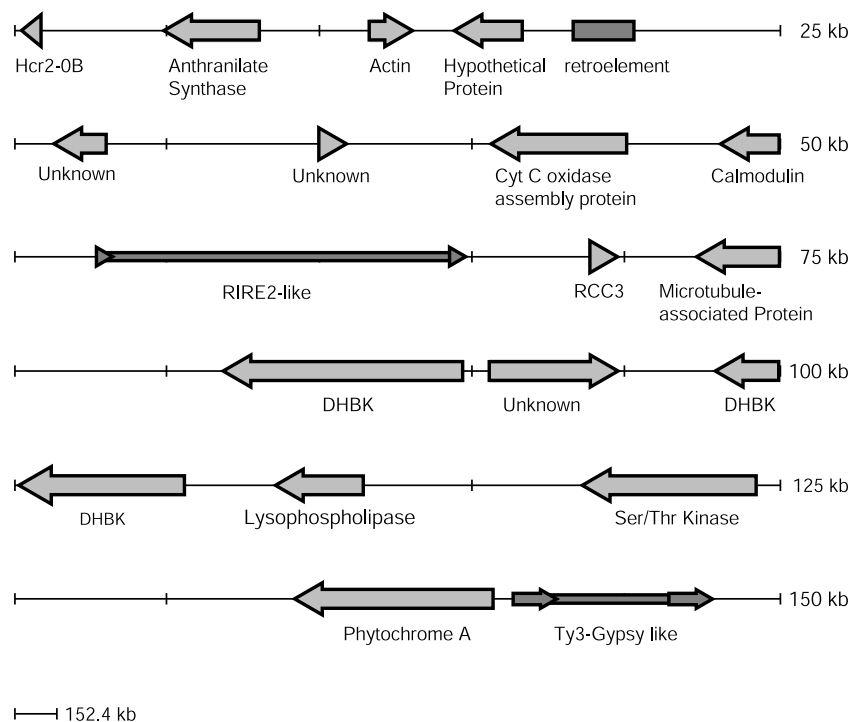 25 kb
Hcr2-0B
Anthranilate
Synthase
Actin
Hypothetical
Protein
retroelement
50 kb
Unknown
Unknown
Cyt C oxidase
assembly protein
Calmodulin
75 kb
RIRE2-like
RCC3
Microtubule-
associated Protein
100 kb
DHBK
Unknown
DHBK
125 kb
DHBK
Lysophospholipase
Ser/Thr Kinase
150 kb
Phytochrome A
Ty3-Gypsy like
152.4 kb